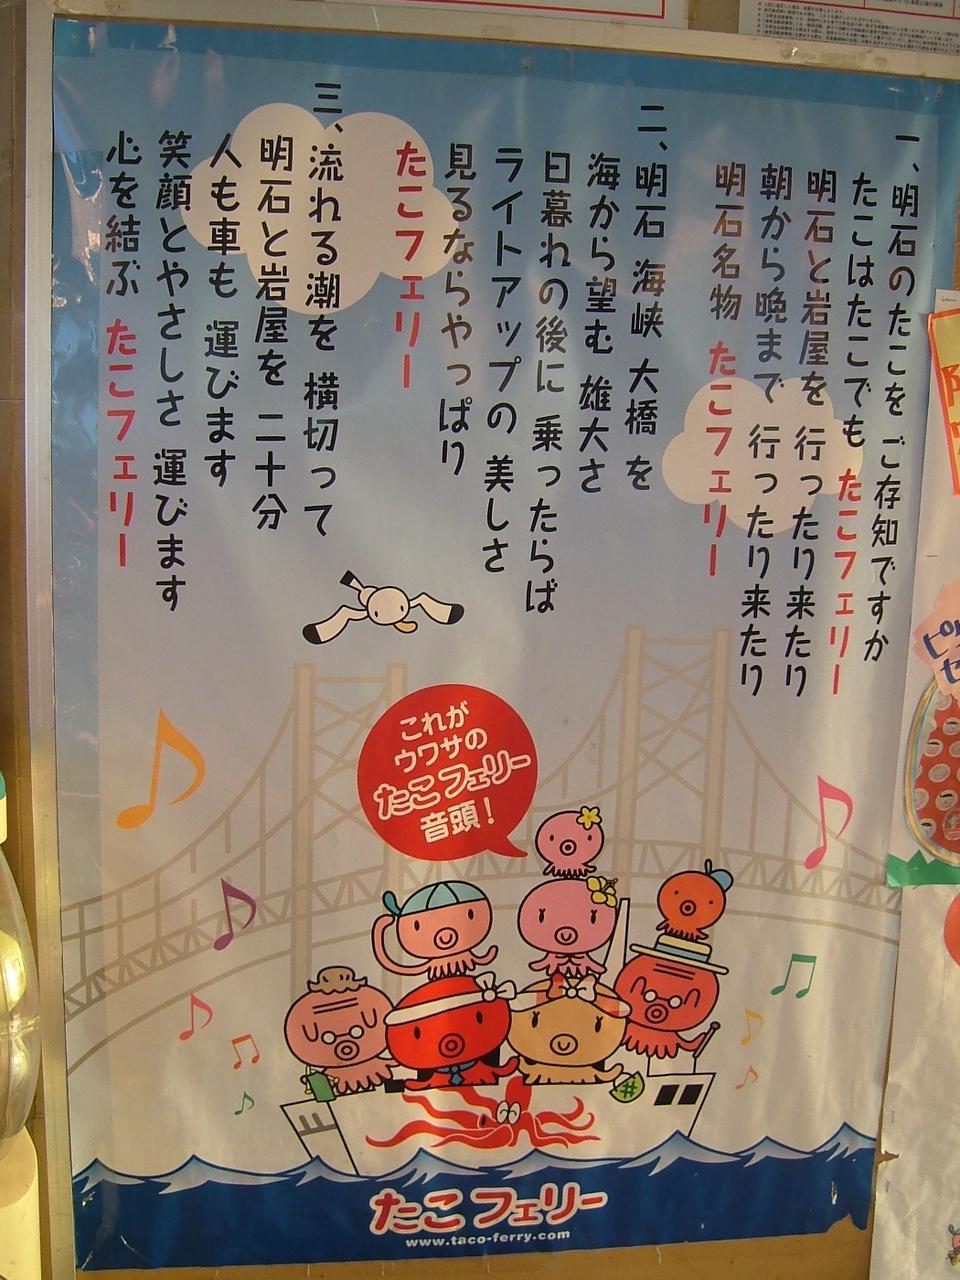 一、明石のたこを ご存知ですか
たこはたこでも たこフェリー
明石と岩屋を 行ったり来たり
朝から晩まで 行ったり来たり
明石名物 たこフェリー
二、明石 海峡 大橋 を
海から望む 雄大さ
日暮れの後に 乗ったらば
ライトアップの 美しさ
見るならやっぱり
たこフェリー
三、流れる潮を 横切って
明石と岩屋を 二十分
人も車も 運びます
笑顔とやさしさ 運びます
心を結ぶ たこフェリー
これが
ウワサの
たこフェリー
音頭!
たこフェリー
www.taco-ferry.com